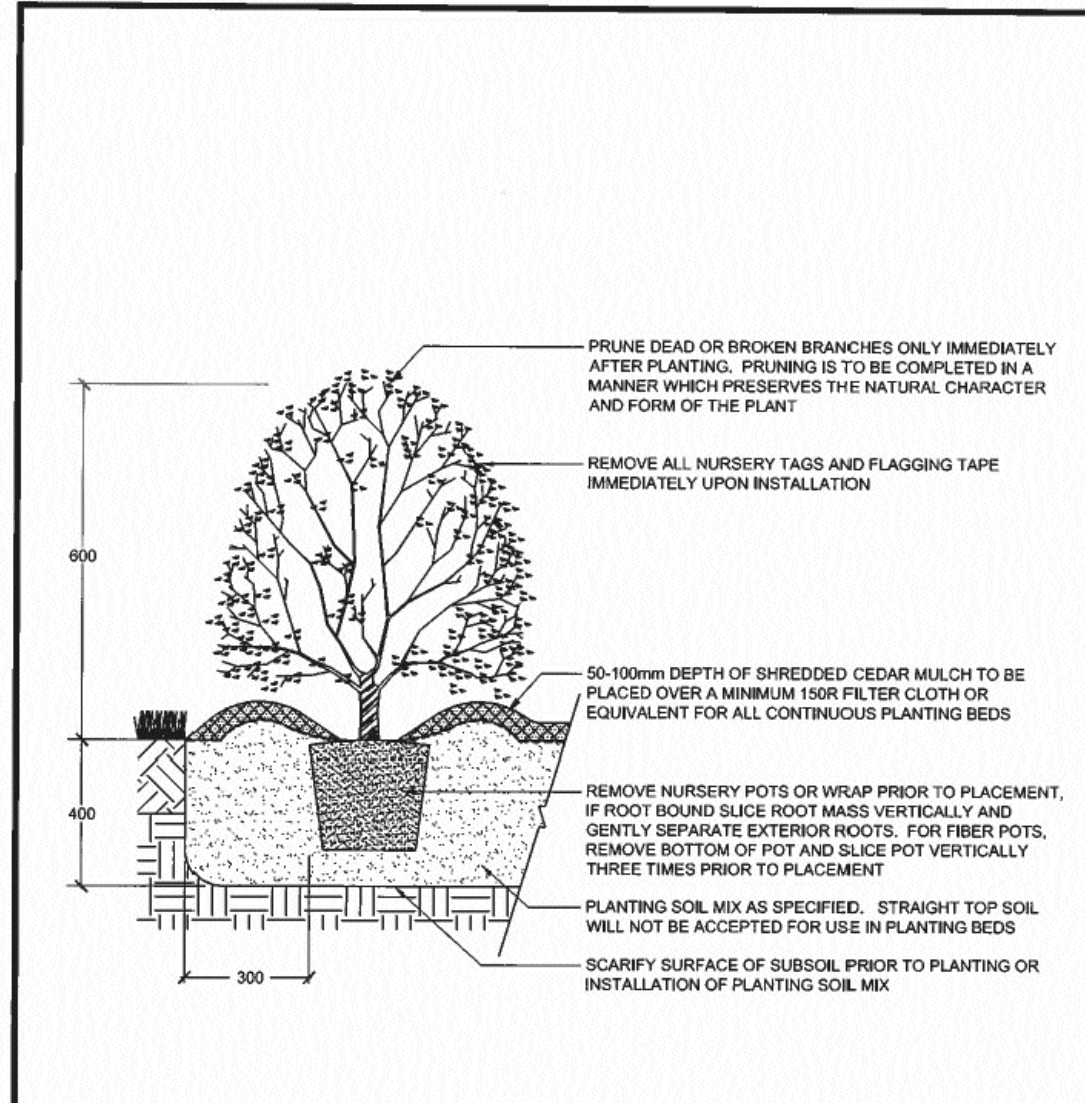 PRUNE DEAD OR BROKEN BRANCHES ONLY IMMEDIATELY
AFTER PLANTING. PRUNING IS TO BE COMPLETED IN A
MANNER WHICH PRESERVES THE NATURAL CHARACTER
AND FORM OF THE PLANT
REMOVE ALL NURSERY TAGS AND FLAGGING TAPE
IMMEDIATELY UPON INSTALLATION
600
50-100mm DEPTH OF SHREDDED CEDAR MULCH TO BE
PLACED OVER A MINIMUM 150R FILTER CLOTH OR
EQUIVALENT FOR ALL CONTINUOUS PLANTING BEDS
REMOVE NURSERY POTS OR WRAP PRIOR TO PLACEMENT,
IF ROOT BOUND SLICE ROOT MASS VERTICALLY AND
GENTLY SEPARATE EXTERIOR ROOTS. FOR FIBER POTS,
REMOVE BOTTOM OF POT AND SLICE POT VERTICALLY
THREE TIMES PRIOR TO PLACEMENT
400
PLANTING SOIL MIX AS SPECIFIED. STRAIGHT TOP SOIL
WILL NOT BE ACCEPTED FOR USE IN PLANTING BEDS
SCARIFY SURFACE OF SUBSOIL PRIOR TO PLANTING OR
INSTALLATION OF PLANTING SOIL MIX
300